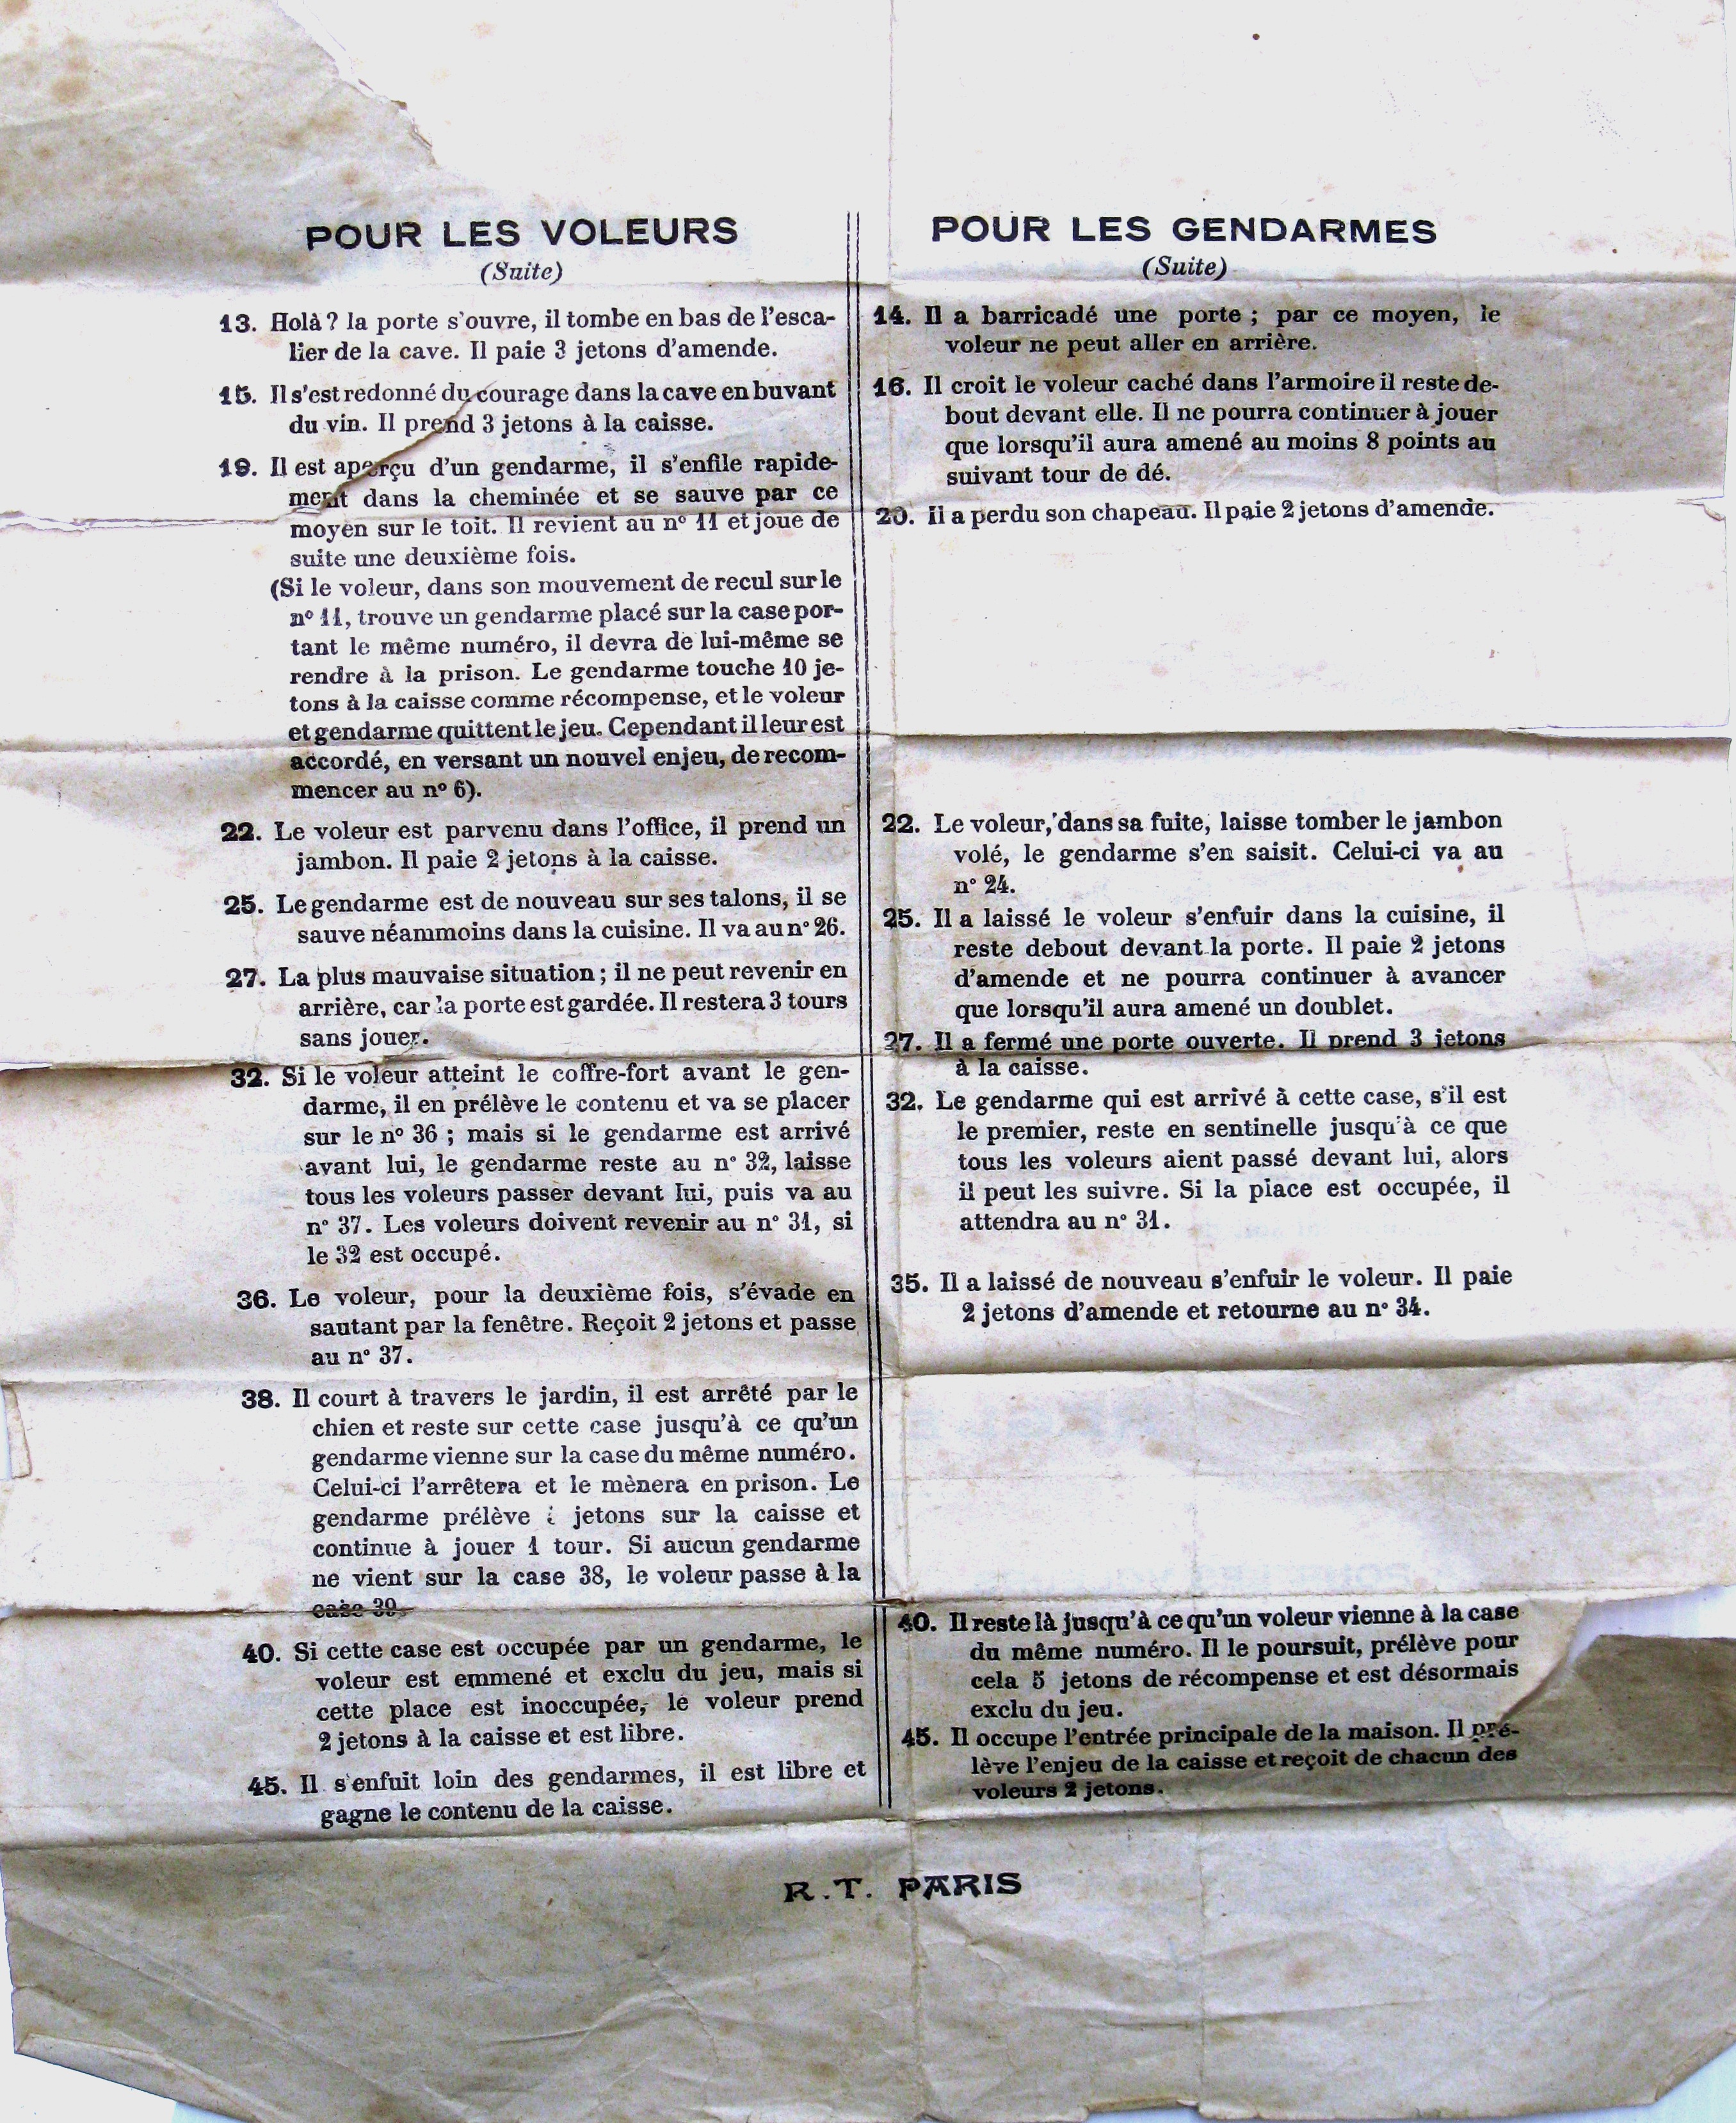 POUR LES VOLEURS
(Suite)
13. Holà ? la porte s'ouvre, il tombe en bas de l'esca-
lier de la cave. Il paie 3 jetons d'amende.
15. Il s'est redonné du courage dans la cave en buvant
du vin. Il prend 3 jetons à la caisse.
19. Il est aperçu d'un gendarme, il s'enfile rapide-
ment dans la cheminée et se sauve par ce
moyen sur le toit. Il revient au nº 11 et joue de
suite une deuxième fois.
(Si le voleur, dans son mouvement de recul sur le
nº 11, trouve un gendarme placé sur la case por-
tant le même numéro, il devra de lui-même se
rendre à la prison. Le gendarme touche 10 je-
tons à la caisse comme récompense, et le voleur
et gendarme quittent le jeu. Cependant il leur est
accordé, en versant un nouvel enjeu, de recom-
mencer au nº 6).
22. Le voleur est parvenu dans l'office, il prend un
jambon. Il paie 2 jetons à la caisse.
25. Le gendarme est de nouveau sur ses talons, il se
sauve néammoins dans la cuisine. Il va au nº 26.
27. La plus mauvaise situation ; il ne peut revenir en
arrière, car la porte est gardée. Il restera 3 tours
sans jouer.
32. Si le voleur atteint le coffre-fort avant le gen-
darme, il en prélève le contenu et va se placer
sur le nº 36 ; mais si le gendarme est arrivé
avant lui, le gendarme reste au nº 32, laisse
tous les voleurs passer devant lui, puis va au
nº 37. Les voleurs doivent revenir au nº 31, si
le 32 est occupé.
36. Le voleur, pour la deuxième fois, s'évade en
sautant par la fenêtre. Reçoit 2 jetons et passe
au nº 37.
38. Il court à travers le jardin, il est arrêté par le
chien et reste sur cette case jusqu'à ce qu'un
gendarme vienne sur la case du même numéro.
Celui-ci l'arrêtera et le mènera en prison. Le
gendarme prélève jetons sur la caisse et
continue à jouer 1 tour. Si aucun gendarme
ne vient sur la case 38, le voleur passe à la
case 39.
40. Si cette case est occupée par un gendarme, le
voleur est emmené et exclu du jeu, mais si
cette place est inoccupée, le voleur prend
2 jetons à la caisse et est libre.
45. Il s'enfuit loin des gendarmes, il est libre et
gagne le contenu de la caisse.
POUR LES GENDARMES
(Suite)
14. Il a barricadé une porte ; par ce moyen, le
voleur ne peut aller en arrière.
16. Il croit le voleur caché dans l'armoire il reste de-
bout devant elle. Il ne pourra continuer à jouer
que lorsqu'il aura amené au moins 8 points au
suivant tour de dé.
20. Il a perdu son chapeau. Il paie 2 jetons d'amende.
22. Le voleur, dans sa fuite, laisse tomber le jambon
volé, le gendarme s'en saisit. Celui-ci va au
nº 24.
25. Il a laissé le voleur s'enfuir dans la cuisine, il
reste debout devant la porte. Il paie 2 jetons
d'amende et ne pourra continuer à avancer
que lorsqu'il aura amené un doublet.
27. Il a fermé une porte ouverte. Il prend 3 jetons
à la caisse.
32. Le gendarme qui est arrivé à cette case, s'il est
le premier, reste en sentinelle jusqu'à ce que
tous les voleurs aient passé devant lui, alors
il peut les suivre. Si la place est occupée, il
attendra au nº 31.
35. Il a laissé de nouveau s'enfuir le voleur. Il paie
2 jetons d'amende et retourne au nº 34.
40. Il reste là jusqu'à ce qu'un voleur vienne à la case
du même numéro. Il le poursuit, prélève pour
cela 5 jetons de récompense et est désormais
exclu du jeu.
45. Il occupe l'entrée principale de la maison. Il pré-
lève l'enjeu de la caisse et reçoit de chacun des
voleurs 2 jetons.
R.T. PARIS